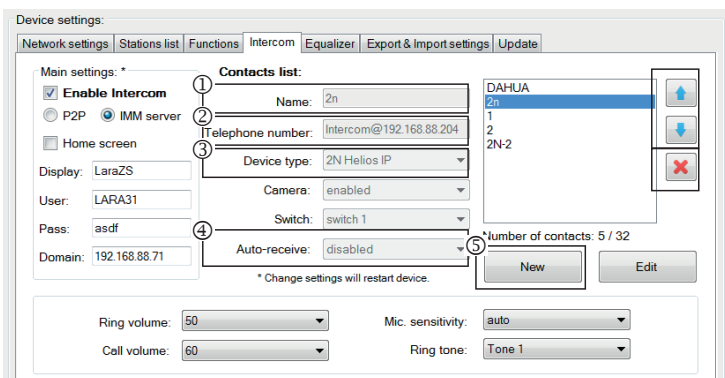 Device settings:
Network settings Stations list Functions Intercom Equalizer Export & Import settings Update
Main settings: *
Enable Intercom
P2P IMM server
Home screen
Display: LaraZS
User: LARA31
Pass: asdf
Domain: 192.168.88.71
Contacts list:
① Name: 2n
② Telephone number: Intercom@192.168.88.204
③ Device type: 2N Helios IP
Camera: enabled
Switch: switch 1
④ Auto-receive: disabled
* Change settings will restart device.
DAHUA
2n
1
2
2N-2
Number of contacts: 5 / 32
⑤ New Edit
Ring volume: 50 Mic. sensitivity: auto
Call volume: 60 Ring tone: Tone 1